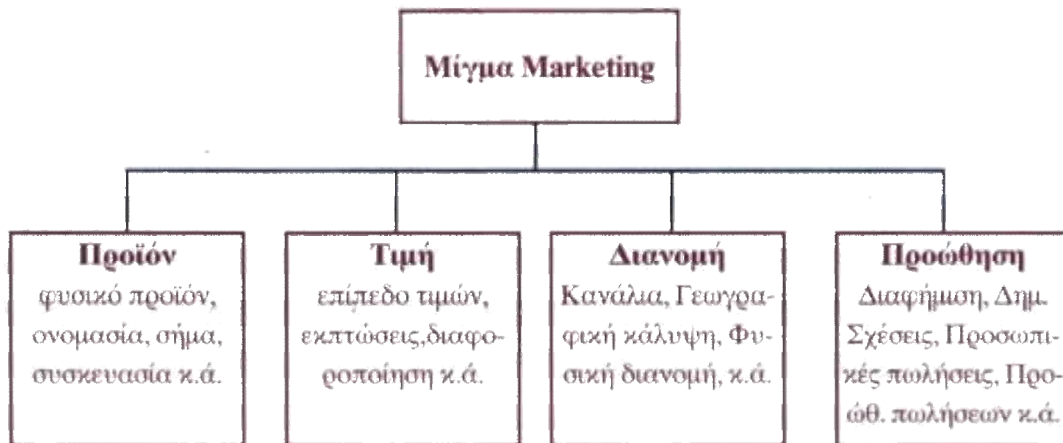 Μίγμα Marketing
Προϊόν
φυσικό προϊόν,
ονομασία, σήμα,
συσκευασία κ.ά.
Τιμή
επίπεδο τιμών,
εκπτώσεις,διαφο-
ροποίηση κ.ά.
Διανομή
Κανάλια, Γεωγρα-
φική κάλυψη, Φυ-
σική διανομή, κ.ά.
Προώθηση
Διαφήμιση, Δημ.
Σχέσεις, Προσωπι-
κές πωλήσεις, Προ-
ώθ. πωλήσεων κ.ά.